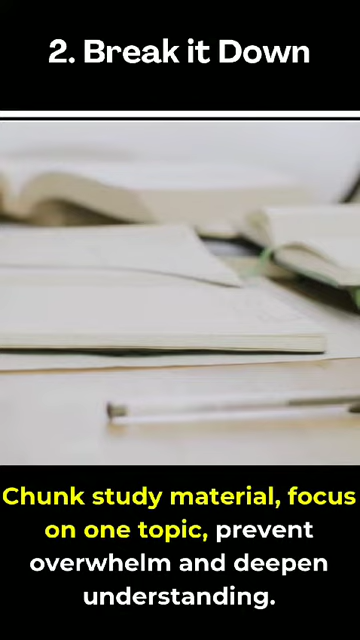 2. Break it Down
Chunk study material, focus
on one topic, prevent
overwhelm and deepen
understanding.